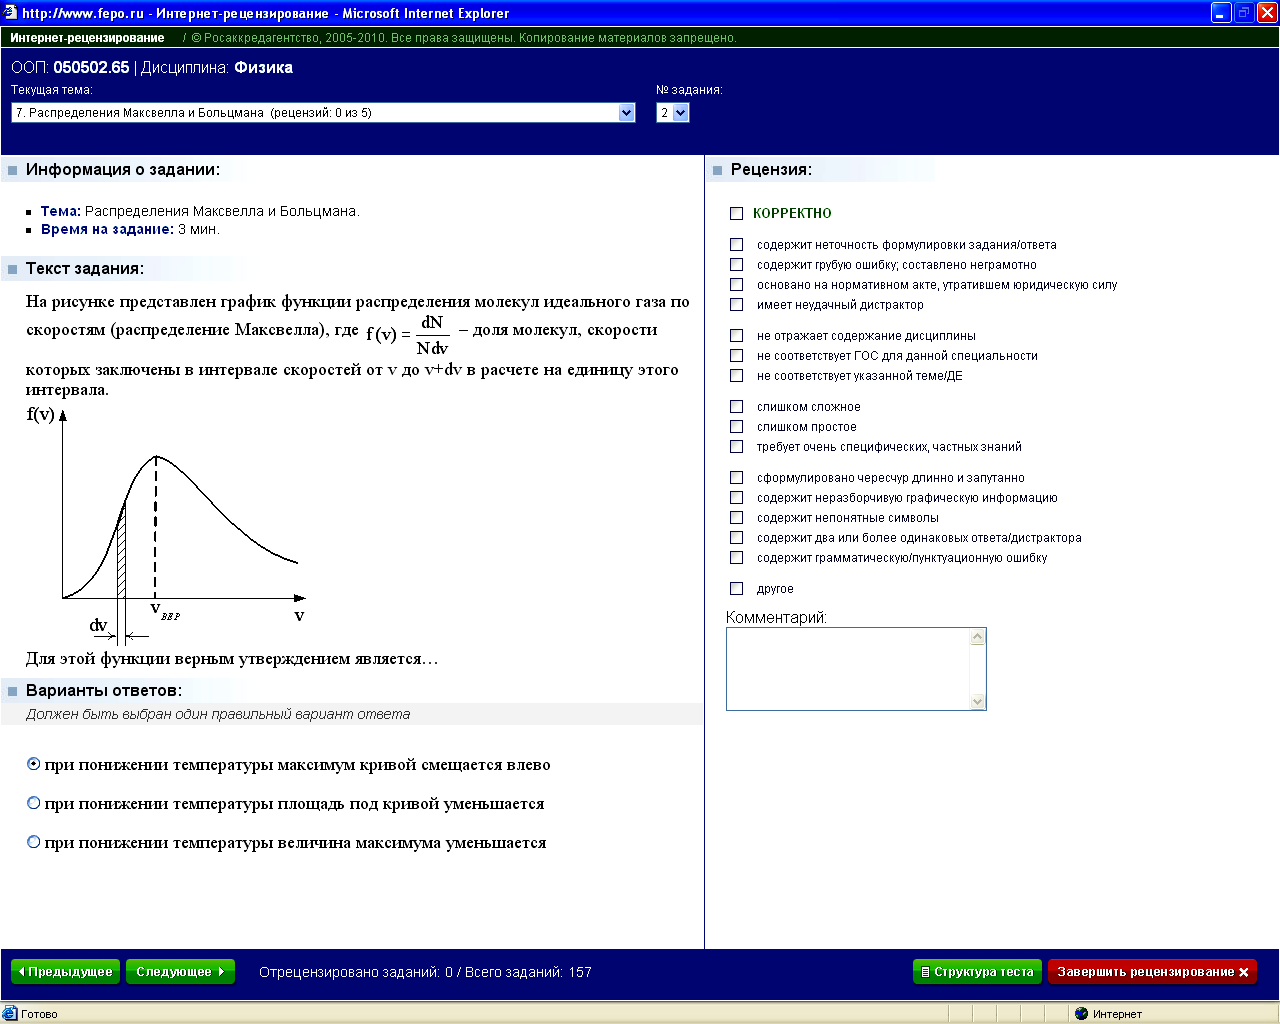 http://www.fepo.ru - Интернет-рецензирование - Microsoft Internet Explorer
Интернет-рецензирование / © Росаккредагентство, 2005-2010. Все права защищены. Копирование материалов запрещено.
ООП: 050502.65 | Дисциплина: Физика
Текущая тема: № задания:
7. Распределения Максвелла и Больцмана (рецензий: 0 из 5) 2
Информация о задании:
Тема: Распределения Максвелла и Больцмана.
Время на задание: 3 мин.
Текст задания:
На рисунке представлен график функции распределения молекул идеального газа по
скоростям (распределение Максвелла), где f(v) = dN/Ndv – доля молекул, скорости
которых заключены в интервале скоростей от v до v+dv в расчете на единицу этого
интервала.
f(v)
v ВЕР
v
dv
Для этой функции верным утверждением является…
Варианты ответов:
Должен быть выбран один правильный вариант ответа
при понижении температуры максимум кривой смещается влево
при понижении температуры площадь под кривой уменьшается
при понижении температуры величина максимума уменьшается
Рецензия:
КОРРЕКТНО
содержит неточность формулировки задания/ответа
содержит грубую ошибку; составлено неграмотно
основано на нормативном акте, утратившем юридическую силу
имеет неудачный дистрактор
не отражает содержание дисциплины
не соответствует ГОС для данной специальности
не соответствует указанной теме/ДЕ
слишком сложное
слишком простое
требует очень специфических, частных знаний
сформулировано чересчур длинно и запутанно
содержит неразборчивую графическую информацию
содержит непонятные символы
содержит два или более одинаковых ответа/дистрактора
содержит грамматическую/пунктуационную ошибку
другое
Комментарий:
Предыдущее Следующее Отрецензировано заданий: 0 / Всего заданий: 157 Структура теста Завершить рецензирование
Готово Интернет